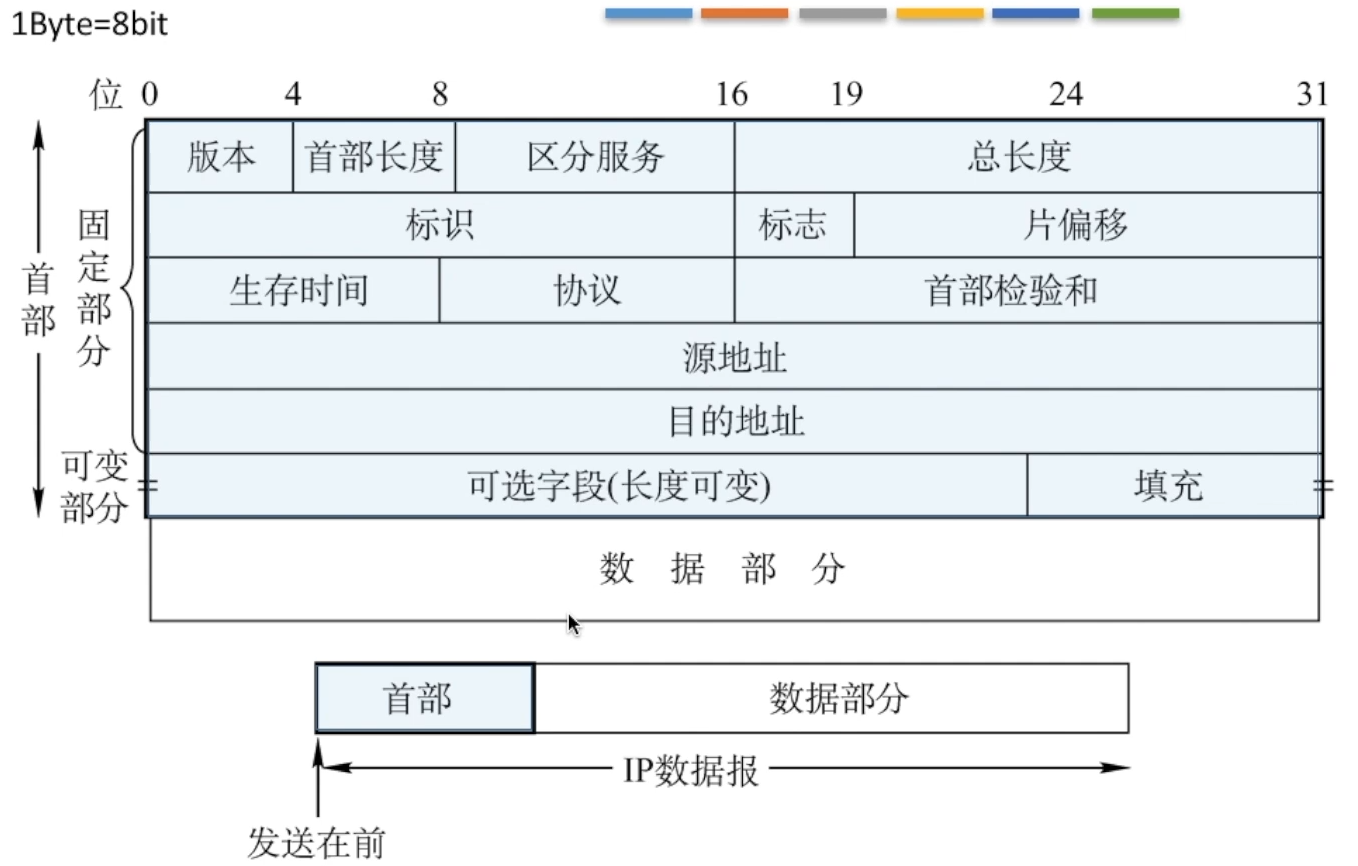 1Byte=8bit
位 0 4 8 16 19 24 31
版本 首部长度 区分服务 总长度
标识 标志 片偏移
生存时间 协议 首部检验和
源地址
目的地址
可选字段(长度可变) 填充
首部
固定部分
可变
部分
数据部分
首部 数据部分
IP数据报
发送在前